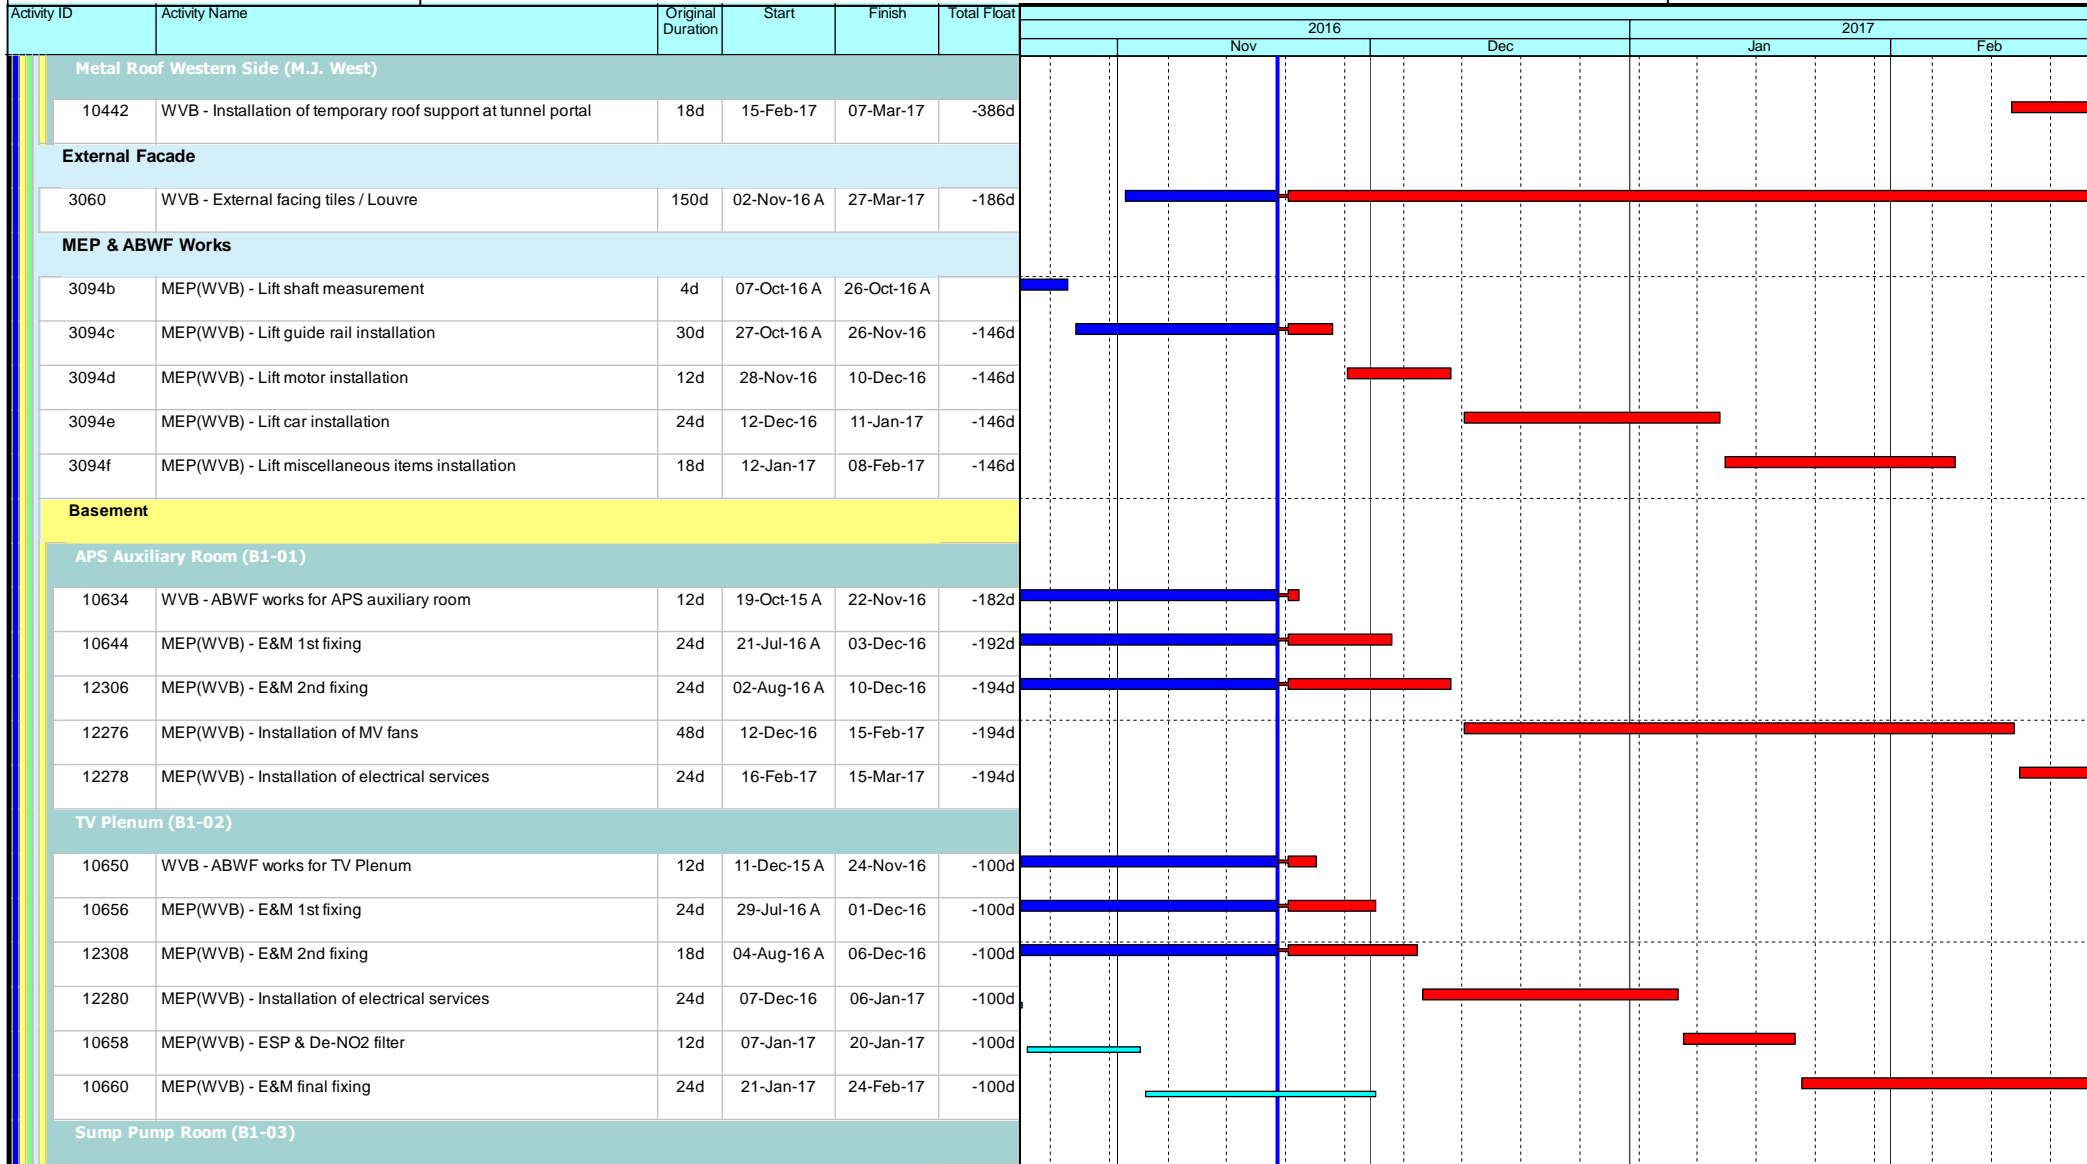 Activity ID Activity Name Original Duration Start Finish Total Float 2016 2017
Nov Dec Jan Feb
Metal Roof Western Side (M.J. West)
10442 WVB - Installation of temporary roof support at tunnel portal 18d 15-Feb-17 07-Mar-17 -386d
External Facade
3060 WVB - External facing tiles / Louvre 150d 02-Nov-16 A 27-Mar-17 -186d
MEP & ABWF Works
3094b MEP(WVB) - Lift shaft measurement 4d 07-Oct-16 A 26-Oct-16 A
3094c MEP(WVB) - Lift guide rail installation 30d 27-Oct-16 A 26-Nov-16 -146d
3094d MEP(WVB) - Lift motor installation 12d 28-Nov-16 10-Dec-16 -146d
3094e MEP(WVB) - Lift car installation 24d 12-Dec-16 11-Jan-17 -146d
3094f MEP(WVB) - Lift miscellaneous items installation 18d 12-Jan-17 08-Feb-17 -146d
Basement
APS Auxiliary Room (B1-01)
10634 WVB - ABWF works for APS auxiliary room 12d 19-Oct-15 A 22-Nov-16 -182d
10644 MEP(WVB) - E&M 1st fixing 24d 21-Jul-16 A 03-Dec-16 -192d
12306 MEP(WVB) - E&M 2nd fixing 24d 02-Aug-16 A 10-Dec-16 -194d
12276 MEP(WVB) - Installation of MV fans 48d 12-Dec-16 15-Feb-17 -194d
12278 MEP(WVB) - Installation of electrical services 24d 16-Feb-17 15-Mar-17 -194d
TV Plenum (B1-02)
10650 WVB - ABWF works for TV Plenum 12d 11-Dec-15 A 24-Nov-16 -100d
10656 MEP(WVB) - E&M 1st fixing 24d 29-Jul-16 A 01-Dec-16 -100d
12308 MEP(WVB) - E&M 2nd fixing 18d 04-Aug-16 A 06-Dec-16 -100d
12280 MEP(WVB) - Installation of electrical services 24d 07-Dec-16 06-Jan-17 -100d
10658 MEP(WVB) - ESP & De-NO2 filter 12d 07-Jan-17 20-Jan-17 -100d
10660 MEP(WVB) - E&M final fixing 24d 21-Jan-17 24-Feb-17 -100d
Sump Pump Room (B1-03)